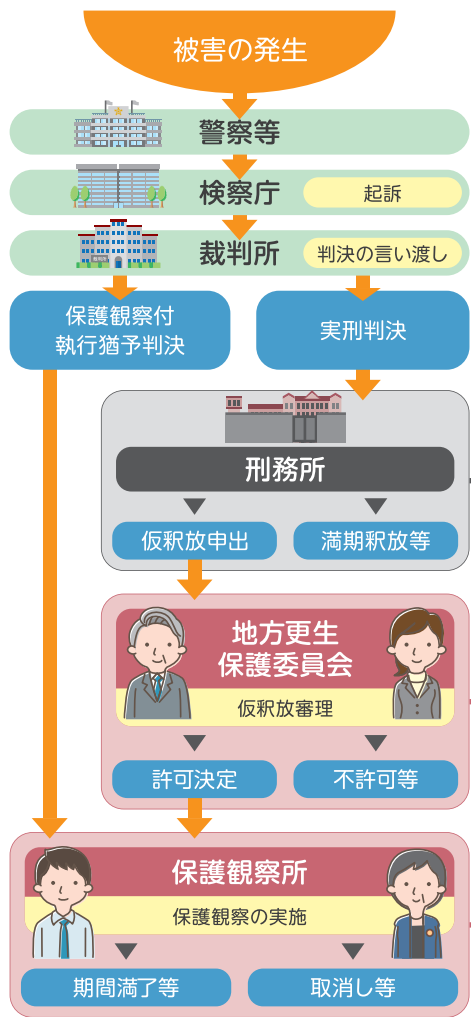 被害の発生
警察等
検察庁
起訴
裁判所
判決の言い渡し
保護観察付
執行猶予判決
実刑判決
刑務所
仮釈放申出
満期釈放等
地方更生
保護委員会
仮釈放審理
許可決定
不許可等
保護観察所
保護観察の実施
期間満了等
取消し等